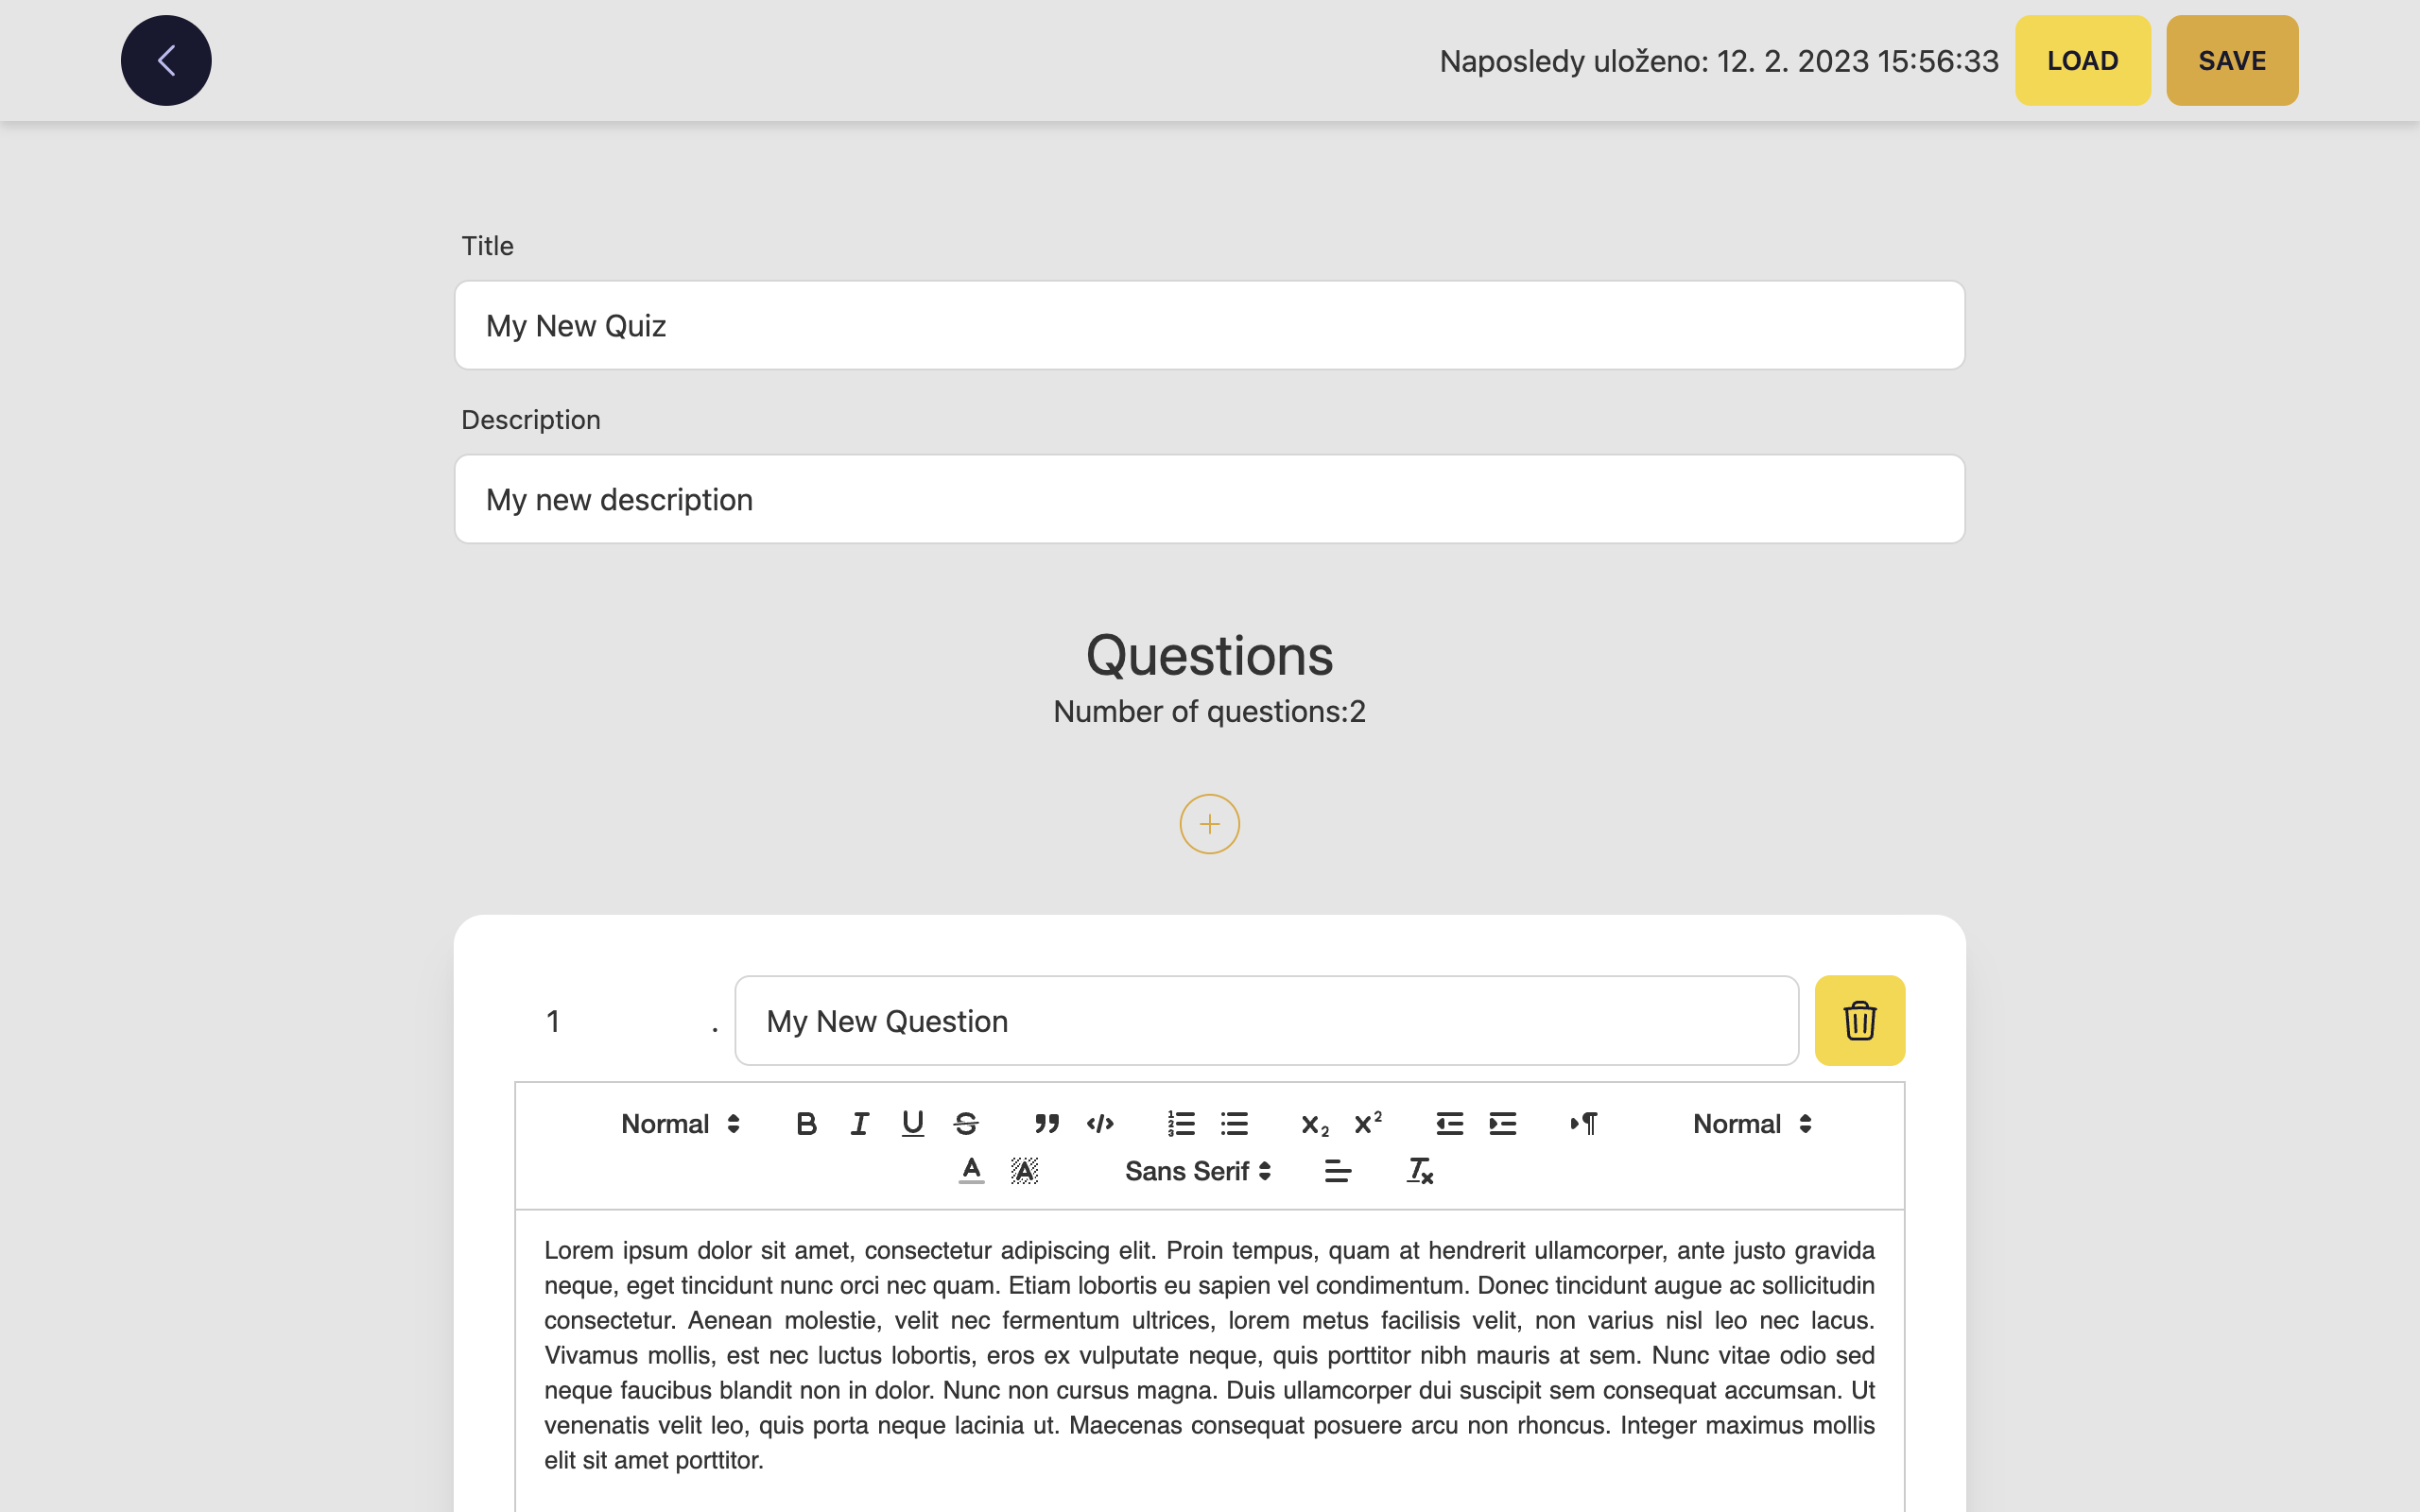 Naposledy uloženo: 12. 2. 2023 15:56:33 LOAD SAVE
Title
My New Quiz
Description
My new description
Questions
Number of questions:2
1 . My New Question
Normal Normal
Sans Serif
Lorem ipsum dolor sit amet, consectetur adipiscing elit. Proin tempus, quam at hendrerit ullamcorper, ante justo gravida
neque, eget tincidunt nunc orci nec quam. Etiam lobortis eu sapien vel condimentum. Donec tincidunt augue ac sollicitudin
consectetur. Aenean molestie, velit nec fermentum ultrices, lorem metus facilisis velit, non varius nisl leo nec lacus.
Vivamus mollis, est nec luctus lobortis, eros ex vulputate neque, quis porttitor nibh mauris at sem. Nunc vitae odio sed
neque faucibus blandit non in dolor. Nunc non cursus magna. Duis ullamcorper dui suscipit sem consequat accumsan. Ut
venenatis velit leo, quis porta neque lacinia ut. Maecenas consequat posuere arcu non rhoncus. Integer maximus mollis
elit sit amet porttitor.